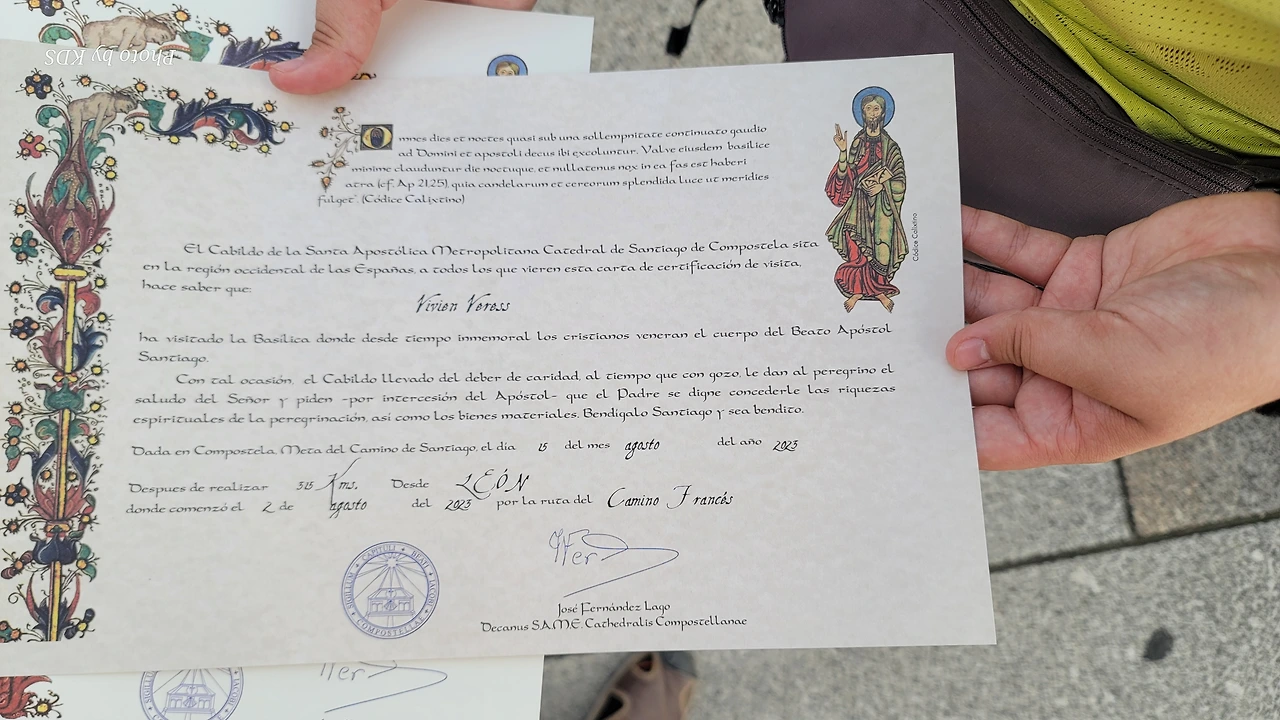 Photo by KDS
Omnes dies et noctes quasi sub una sollempnitate continuato gaudio
ad Domini et apostoli decus ibi excoluntur. Valve eiusdem basilice
minime clauduntur die noctuque, et nullatenus nox in ea fas est haberi
atra (cf. Ap 21,25), quia candelarum et cereorum splendida luce ut meridies
fulget". (Códice Calixtino)
Códice Calixtino
El Cabildo de la Santa Apostólica Metropolitana Catedral de Santiago de Compostela sita
en la región occidental de las Españas, a todos los que vieren esta carta de certificación de visita,
hace saber que:
Vivien Veress
ha visitado la Basílica donde desde tiempo inmemoral los cristianos veneran el cuerpo del Beato Apóstol
Santiago.
Con tal ocasión, el Cabildo llevado del deber de caridad, al tiempo que con gozo, le dan al peregrino el
saludo del Señor y piden -por intercesión del Apóstol- que el Padre se digne concederle las riquezas
espirituales de la peregrinación, así como los bienes materiales. Bendígalo Santiago y sea bendito.
Dada en Compostela, Meta del Camino de Santiago, el día 15 del mes agosto del año 2023
Despues de realizar 315 Kms. Desde LEÓN
donde comenzó el 2 de agosto del 2023 por la ruta del Camino Francés
SIGILLUM CAPITULI BEATI JACOBI COMPOSTELLAE
José Fernández Lago
Decanus S.A.M.E. Cathedralis Compostellanae